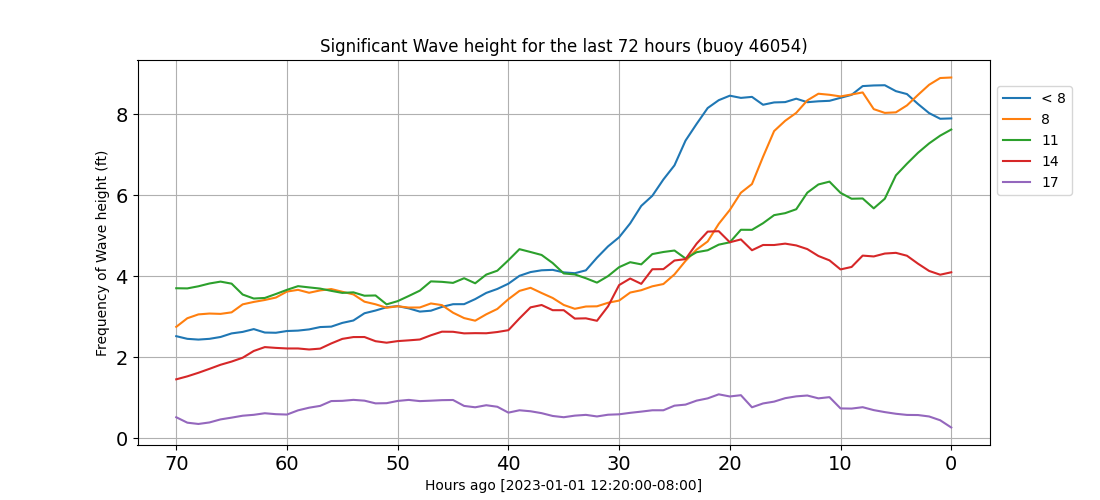 Significant Wave height for the last 72 hours (buoy 46054)
Frequency of Wave height (ft)
8
6
4
2
0
70 60 50 40 30 20 10 0
Hours ago [2023-01-01 12:20:00-08:00]
< 8
8
11
14
17